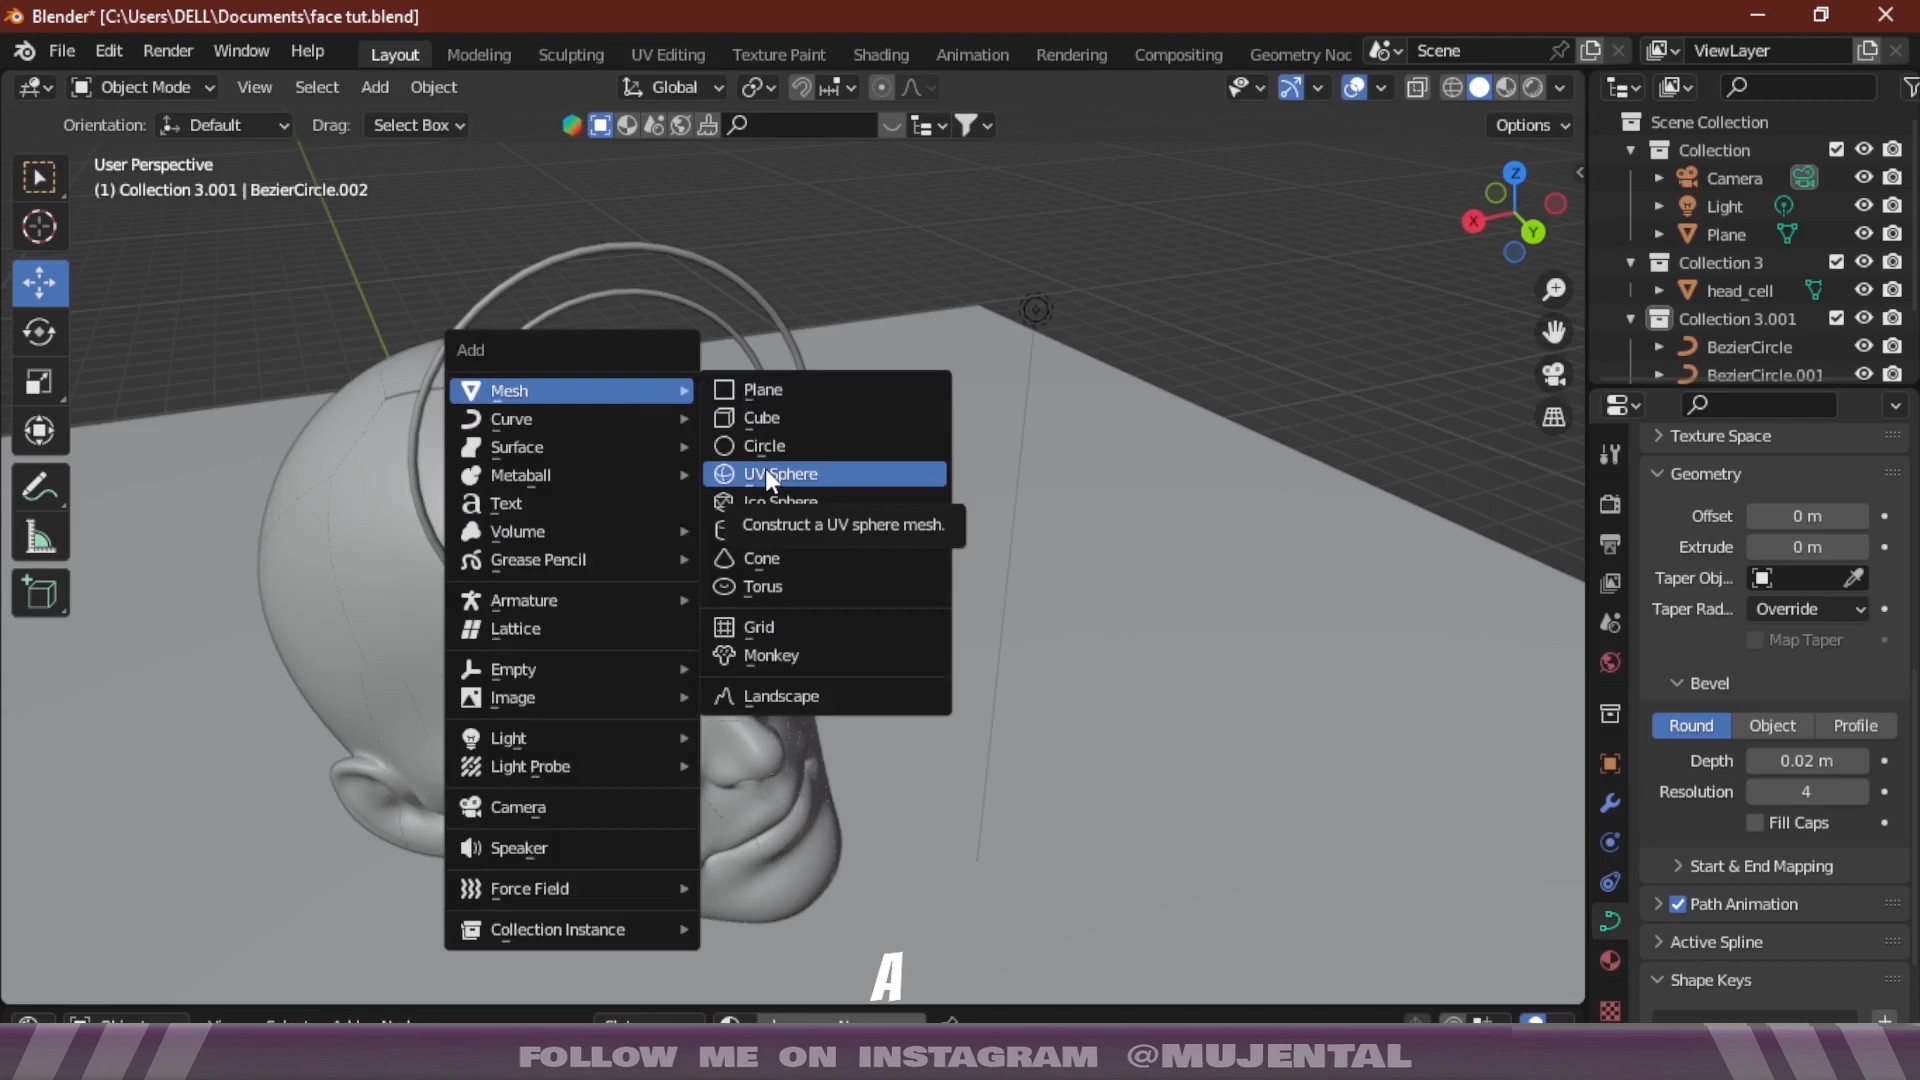 Blender* [C:\Users\DELL\Documents\face tut.blend]
File Edit Render Window Help Layout Modeling Sculpting UV Editing Texture Paint Shading Animation Rendering Compositing Geometry Noc Scene ViewLayer
Object Mode View Select Add Object Global
Orientation: Default Drag: Select Box Options
User Perspective
(1) Collection 3.001 | BezierCircle.002
Z
X
Y
Add
Mesh
Curve
Surface
Metaball
Text
Volume
Grease Pencil
Armature
Lattice
Empty
Image
Light
Light Probe
Camera
Speaker
Force Field
Collection Instance
Plane
Cube
Circle
UV Sphere
Ico Sphere
Construct a UV sphere mesh.
Cone
Torus
Grid
Monkey
Landscape
Scene Collection
Collection
Camera
Light
Plane
Collection 3
head_cell
Collection 3.001
BezierCircle
BezierCircle.001
Texture Space
Geometry
Offset 0 m
Extrude 0 m
Taper Obj...
Taper Rad... Override
Map Taper
Bevel
Round Object Profile
Depth 0.02 m
Resolution 4
Fill Caps
Start & End Mapping
Path Animation
Active Spline
Shape Keys
A
FOLLOW ME ON INSTAGRAM @MUJENTAL